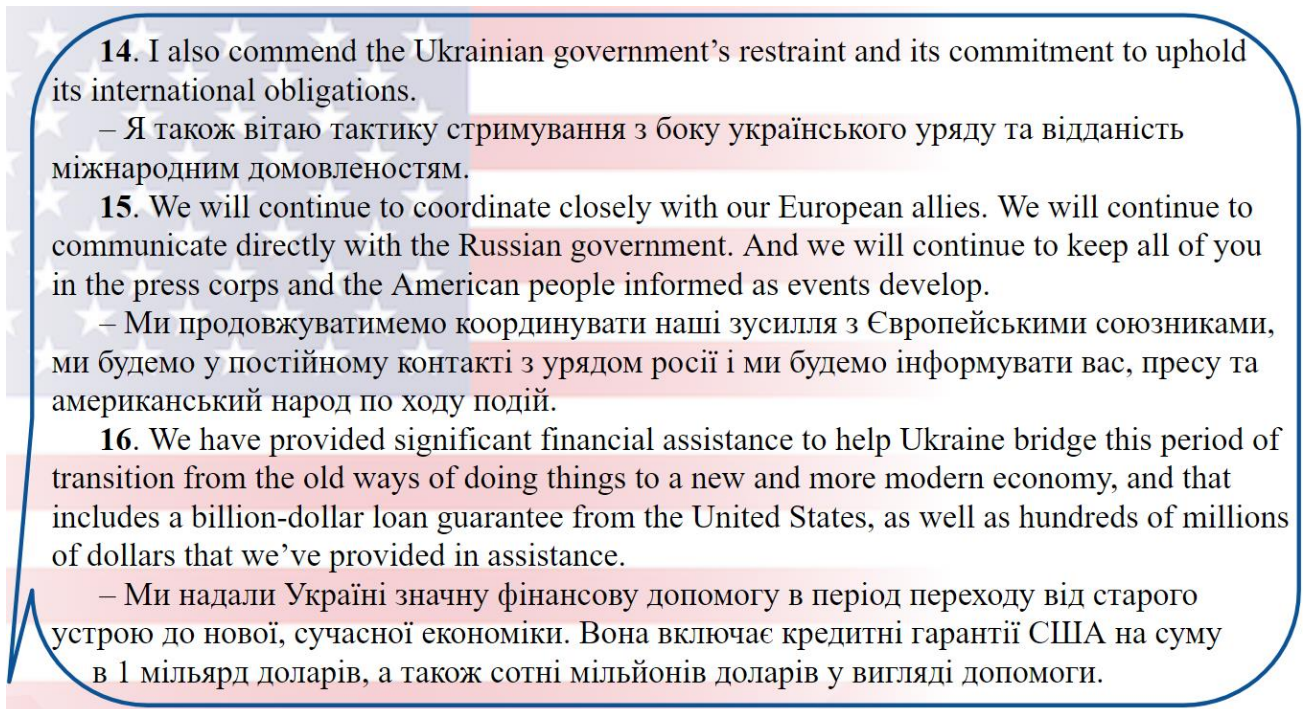 14. I also commend the Ukrainian government’s restraint and its commitment to uphold
its international obligations.
– Я також вітаю тактику стримування з боку українського уряду та відданість
міжнародним домовленостям.
15. We will continue to coordinate closely with our European allies. We will continue to
communicate directly with the Russian government. And we will continue to keep all of you
in the press corps and the American people informed as events develop.
– Ми продовжуватимемо координувати наші зусилля з Європейськими союзниками,
ми будемо у постійному контакті з урядом росії і ми будемо інформувати вас, пресу та
американський народ по ходу подій.
16. We have provided significant financial assistance to help Ukraine bridge this period of
transition from the old ways of doing things to a new and more modern economy, and that
includes a billion-dollar loan guarantee from the United States, as well as hundreds of millions
of dollars that we’ve provided in assistance.
– Ми надали Україні значну фінансову допомогу в період переходу від старого
устрою до нової, сучасної економіки. Вона включає кредитні гарантії США на суму
в 1 мільярд доларів, а також сотні мільйонів доларів у вигляді допомоги.